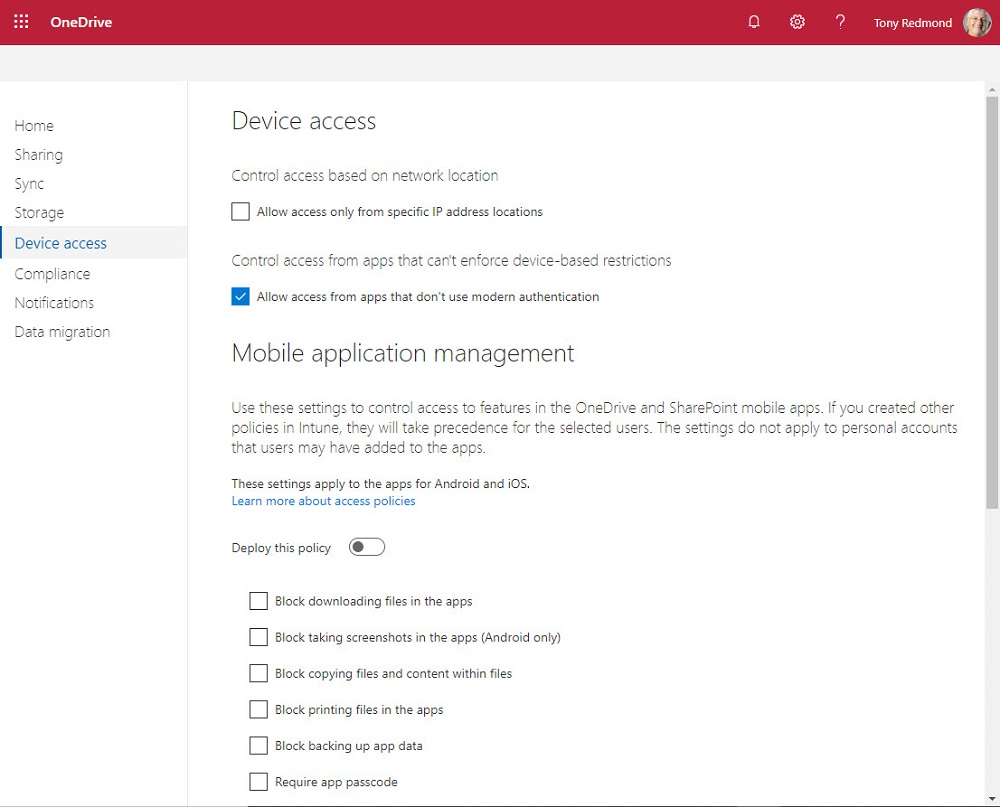 OneDrive
?
Tony Redmond
Home
Sharing
Sync
Storage
Device access
Compliance
Notifications
Data migration
Device access
Control access based on network location
Allow access only from specific IP address locations
Control access from apps that can't enforce device-based restrictions
Allow access from apps that don't use modern authentication
Mobile application management
Use these settings to control access to features in the OneDrive and SharePoint mobile apps. If you created other
policies in Intune, they will take precedence for the selected users. The settings do not apply to personal accounts
that users may have added to the apps.
These settings apply to the apps for Android and iOS.
Learn more about access policies
Deploy this policy
Block downloading files in the apps
Block taking screenshots in the apps (Android only)
Block copying files and content within files
Block printing files in the apps
Block backing up app data
Require app passcode